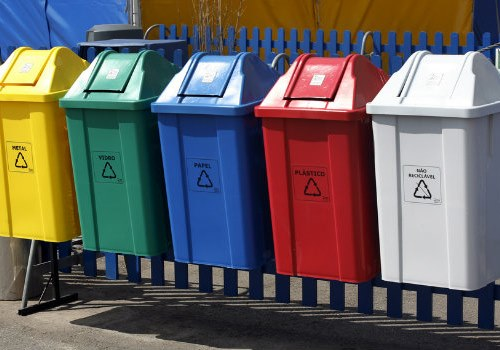 METAL
VIDRO
PAPEL
PLÁSTICO
NÃO
RECICLÁVEL